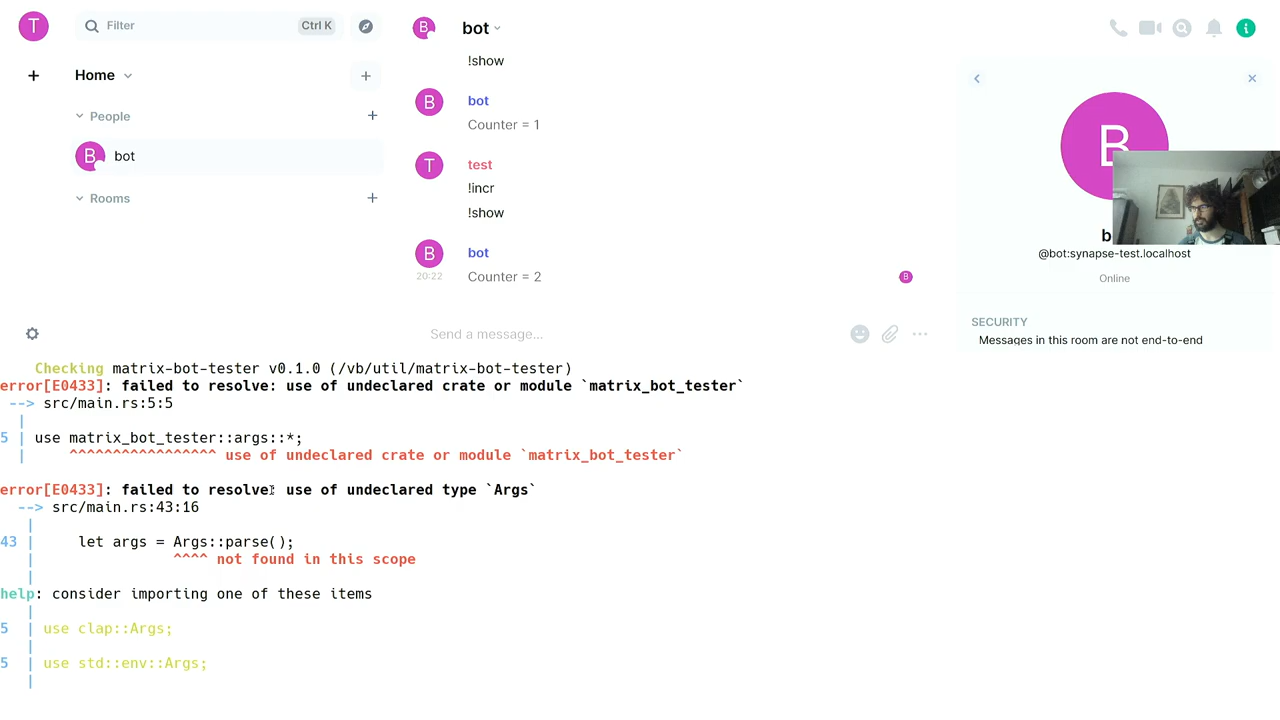 T
Filter
Ctrl K
Home
People
B
bot
Rooms
B
bot
!show
B
bot
Counter = 1
T
test
!incr
!show
B
bot
20:22
Counter = 2
B
Send a message...
B
b
@bot:synapse-test.localhost
Online
SECURITY
Messages in this room are not end-to-end
Checking matrix-bot-tester v0.1.0 (/vb/util/matrix-bot-tester)
error[E0433]: failed to resolve: use of undeclared crate or module `matrix_bot_tester`
--> src/main.rs:5:5
|
5 | use matrix_bot_tester::args::*;
| ^^^^^^^^^^^^^^^^^ use of undeclared crate or module `matrix_bot_tester`
error[E0433]: failed to resolve: use of undeclared type `Args`
--> src/main.rs:43:16
|
43 | let args = Args::parse();
| ^^^^ not found in this scope
|
help: consider importing one of these items
|
5 | use clap::Args;
|
5 | use std::env::Args;
|